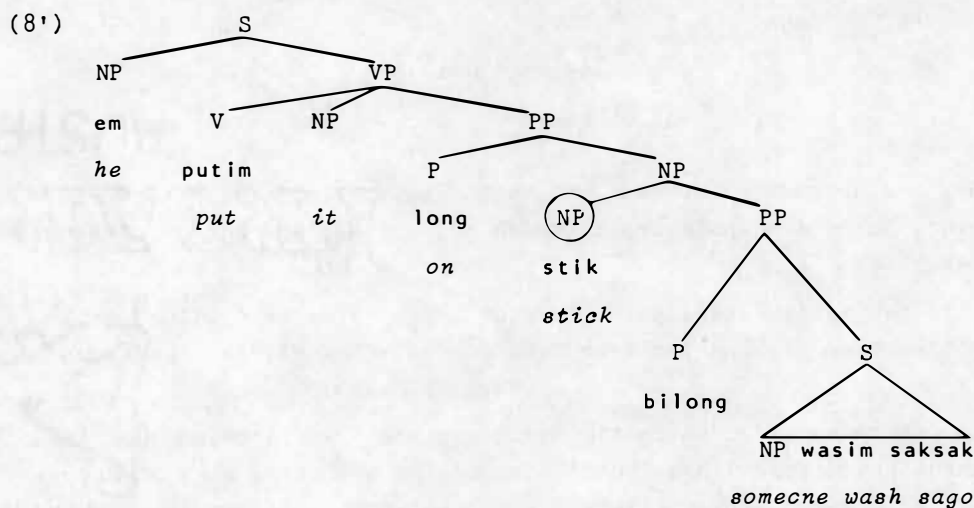 (8')
S
NP VP
em V NP PP
he putim P NP
put it long NP PP
on stik
stick
P S
bilong
NP wasim saksak
somecne wash sago